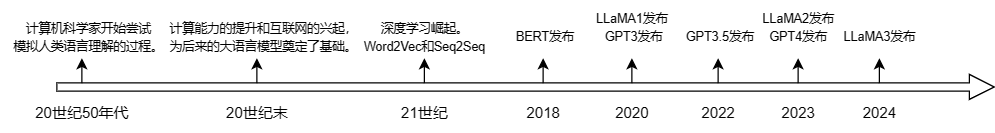 计算机科学家开始尝试
模拟人类语言理解的过程。
计算能力的提升和互联网的兴起，
为后来的大语言模型奠定了基础。
深度学习崛起。
Word2Vec和Seq2Seq
BERT发布
LLaMA1发布
GPT3发布
GPT3.5发布
LLaMA2发布
GPT4发布
LLaMA3发布
20世纪50年代
20世纪末
21世纪
2018
2020
2022
2023
2024